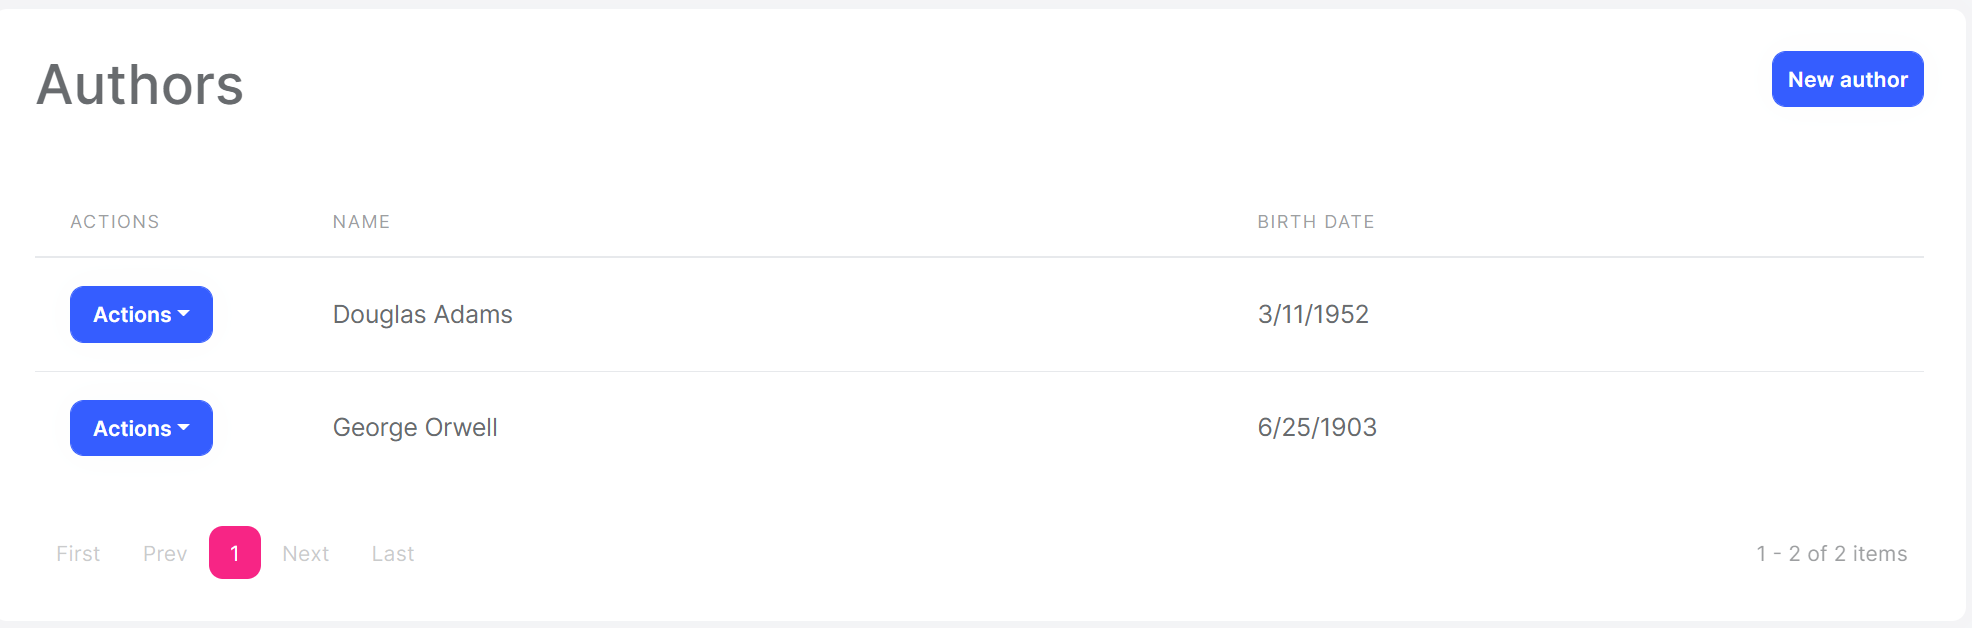 Authors
New author
ACTIONS NAME BIRTH DATE
Actions Douglas Adams 3/11/1952
Actions George Orwell 6/25/1903
First Prev 1 Next Last 1 - 2 of 2 items